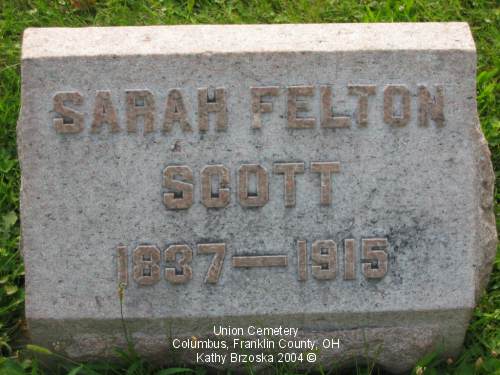 SARAH FELTON
SCOTT
1837—1915
Union Cemetery
Columbus, Franklin County, OH
Kathy Brzoska 2004 ©